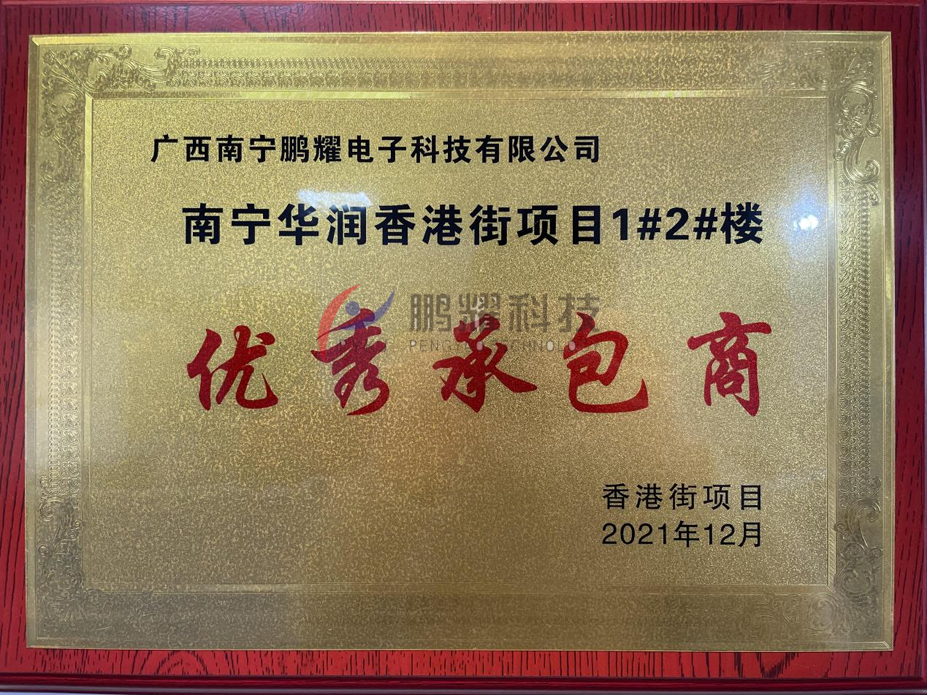 广西南宁鹏耀电子科技有限公司
南宁华润香港街项目1#2#楼
鹏耀科技
优秀承包商
香港街项目
2021年12月